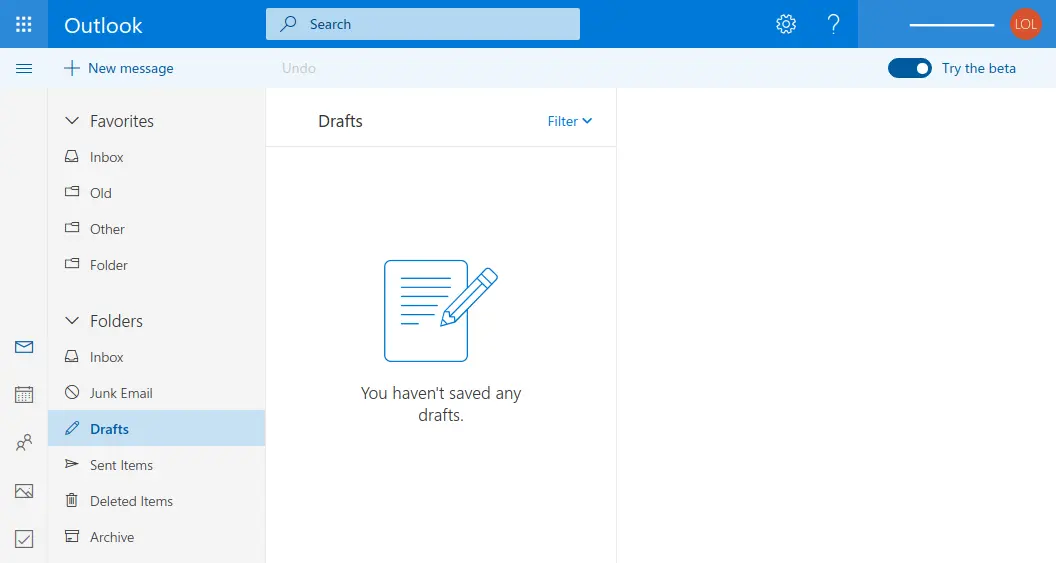 Outlook
Search
LOL
New message
Undo
Try the beta
Favorites
Inbox
Old
Other
Folder
Folders
Inbox
Junk Email
Drafts
Sent Items
Deleted Items
Archive
Drafts
Filter
You haven't saved any
drafts.